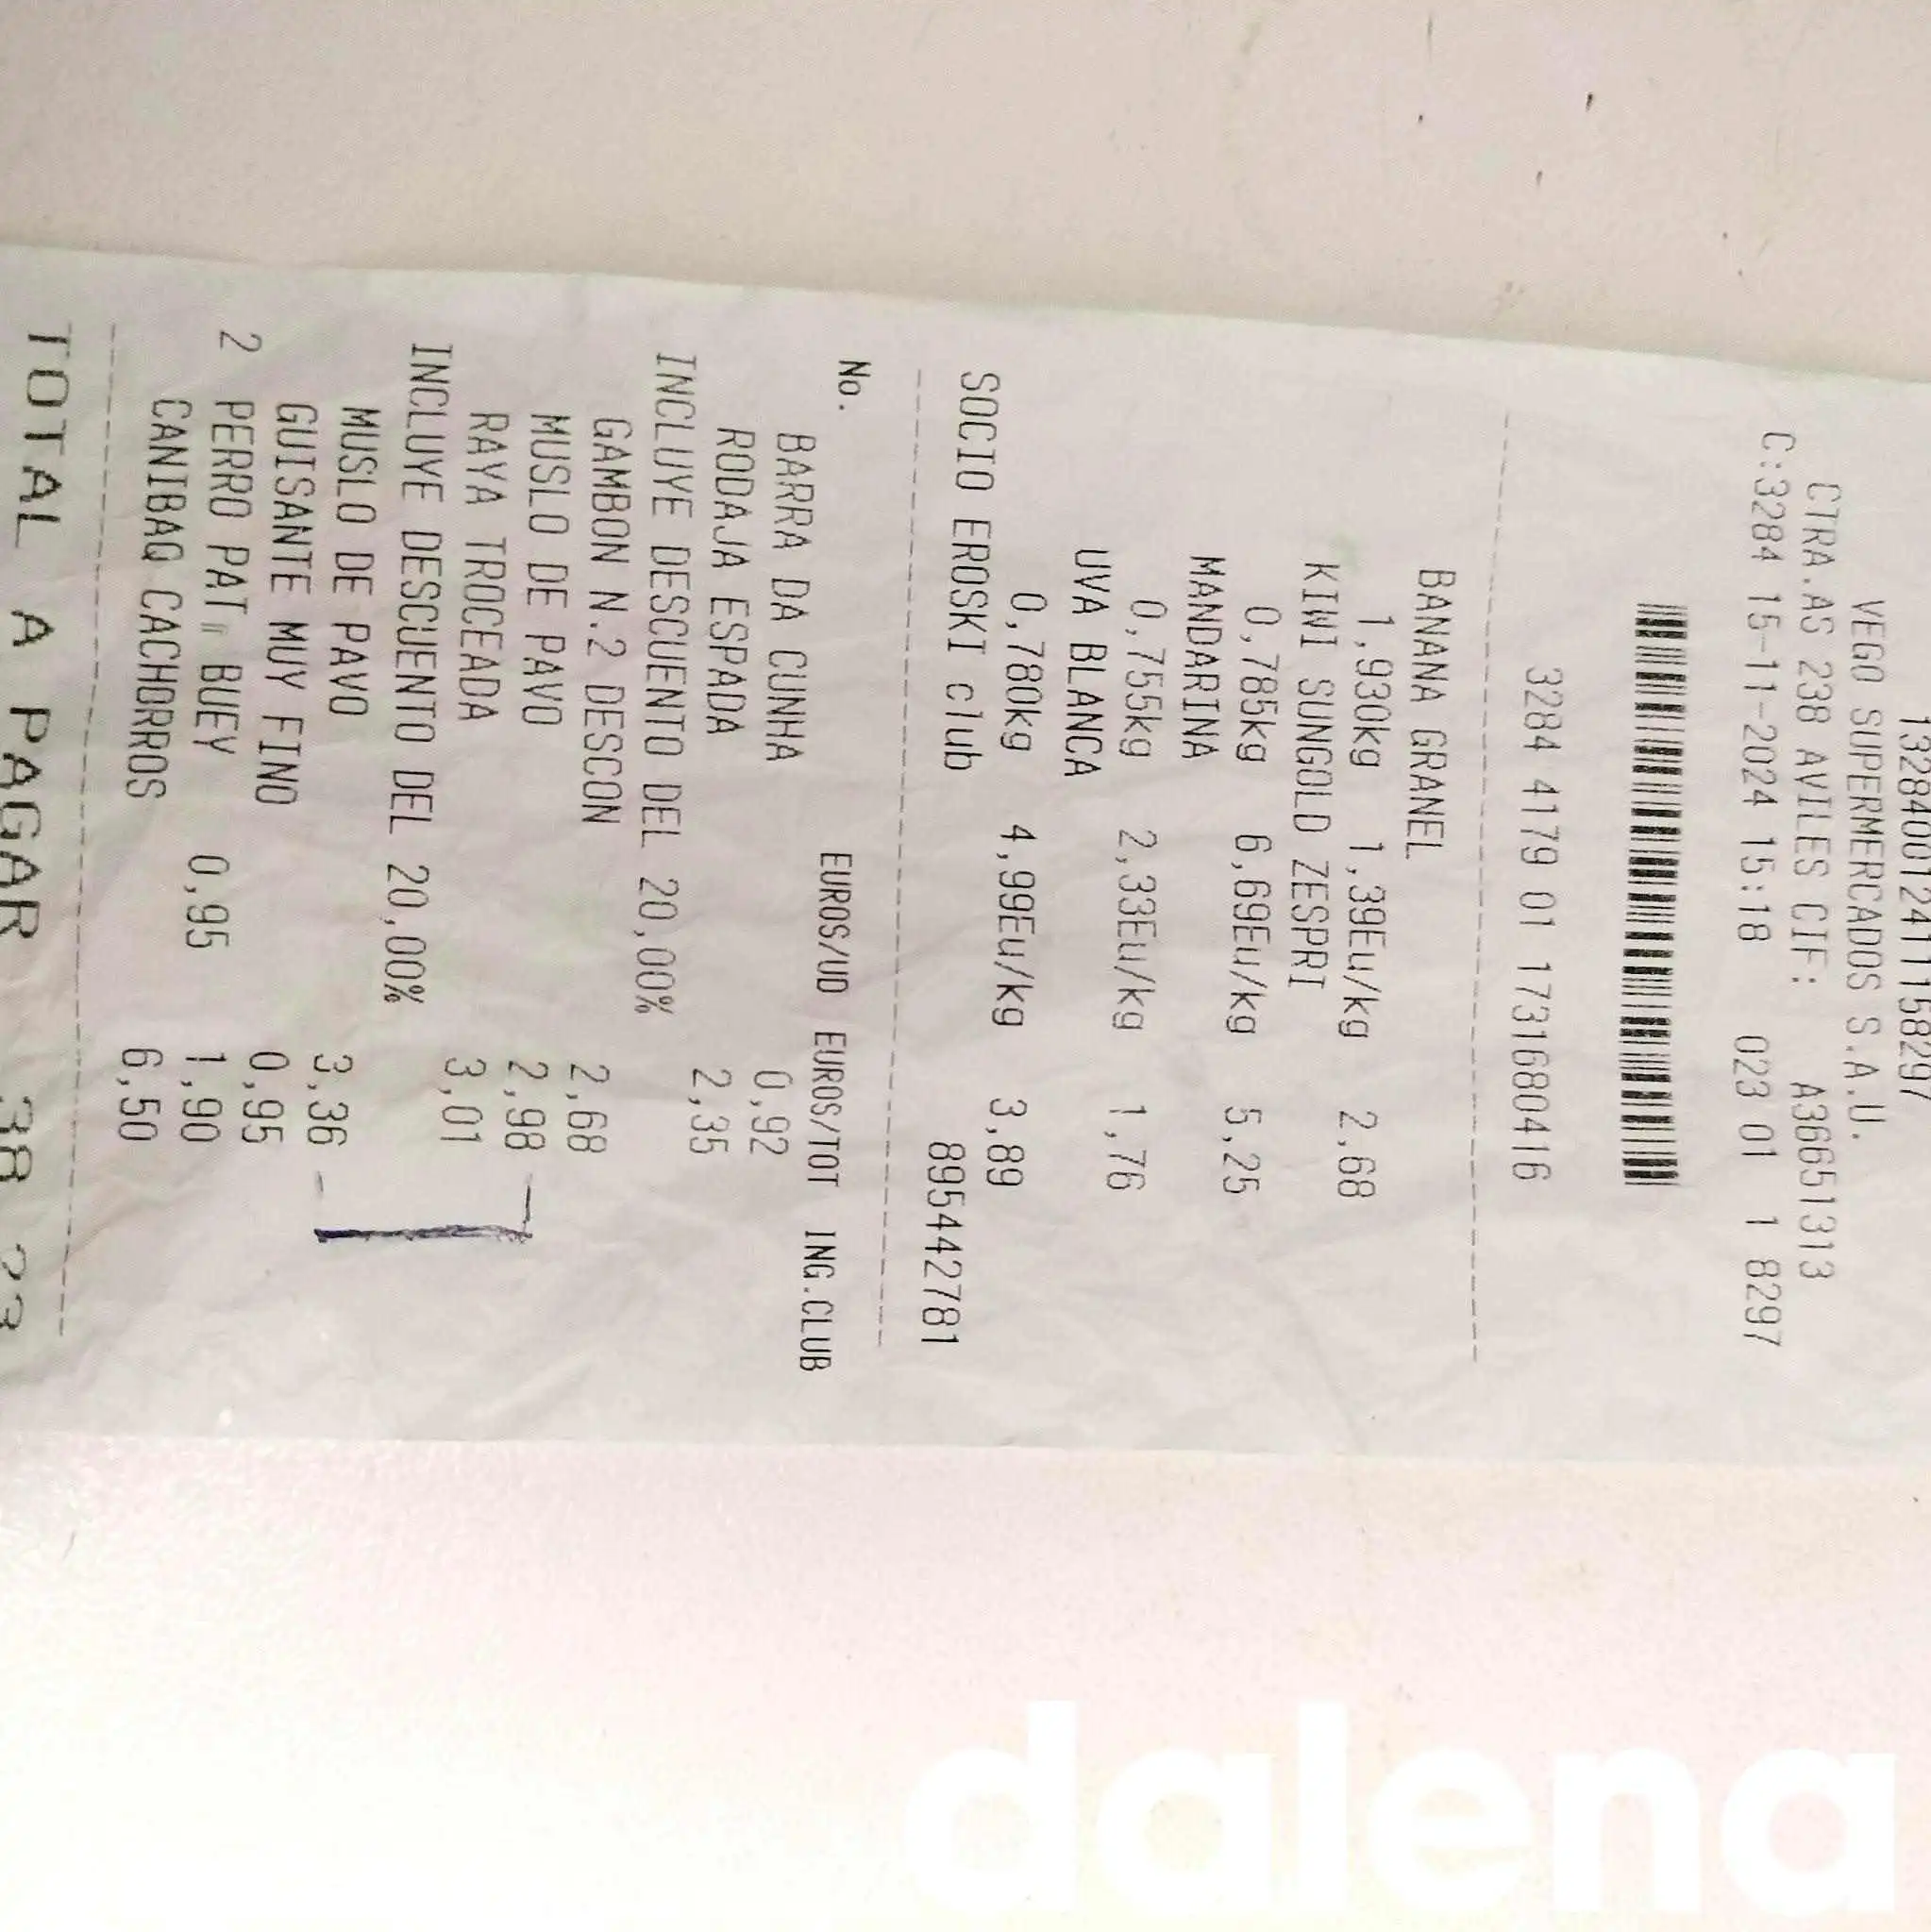 132840012411158297
VEGO SUPERMERCADOS S.A.U.
CTRA.AS 238 AVILES CIF: A36651313
C:3284 15-11-2024 15:18 023 01 1 8297
3284 4179 01 1731680416
BANANA GRANEL
1,930kg 1,39Eu/kg 2,68
KIWI SUNGOLD ZESPRI
0,785kg 6,69Eu/kg 5,25
MANDARINA
0,755kg 2,33Eu/kg 1,76
UVA BLANCA
0,780kg 4,99Eu/kg 3,89
SOCIO EROSKI club 895442781
No. EUROS/UD EUROS/TOT ING.CLUB
BARRA DA CUNHA 0,92
RODAJA ESPADA 2,35
INCLUYE DESCUENTO DEL 20,00%
GAMBON N.2 DESCON 2,68
MUSLO DE PAVO 2,98
RAYA TROCEADA 3,01
INCLUYE DESCUENTO DEL 20,00%
MUSLO DE PAVO 3,36
GUISANTE MUY FINO 0,95
2 PERRO PAT BUEY 0,95 1,90
CANIBAQ CACHORROS 6,50
TOTAL A PAGAR 38,23
dalena